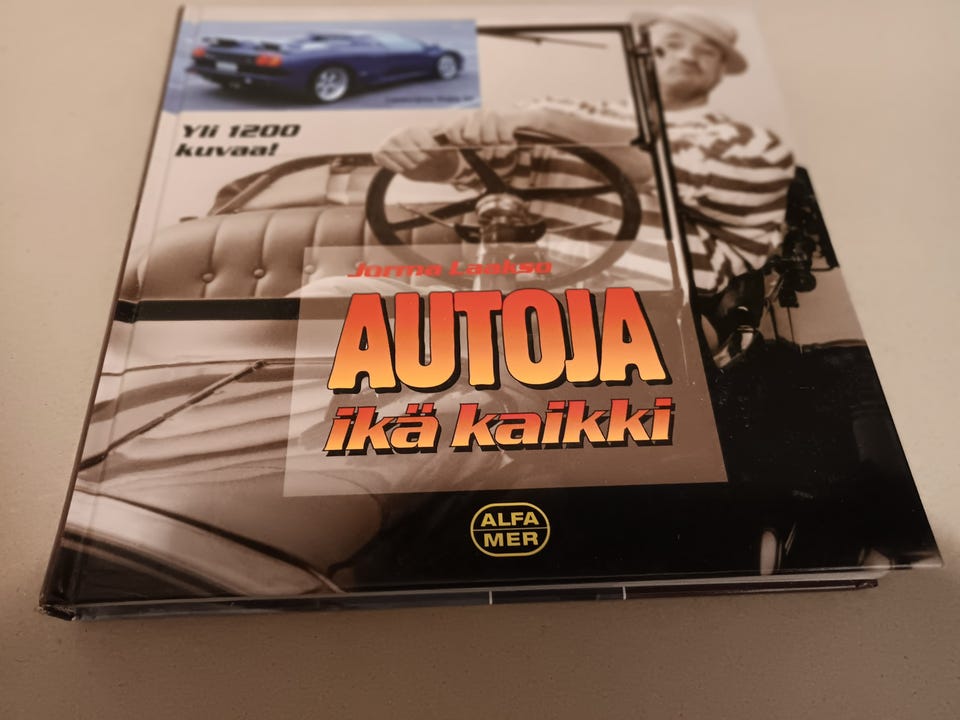 Yli 1200
kuvaa!
Jorma Laakso
AUTOJA
ikä kaikki
ALFA
MER